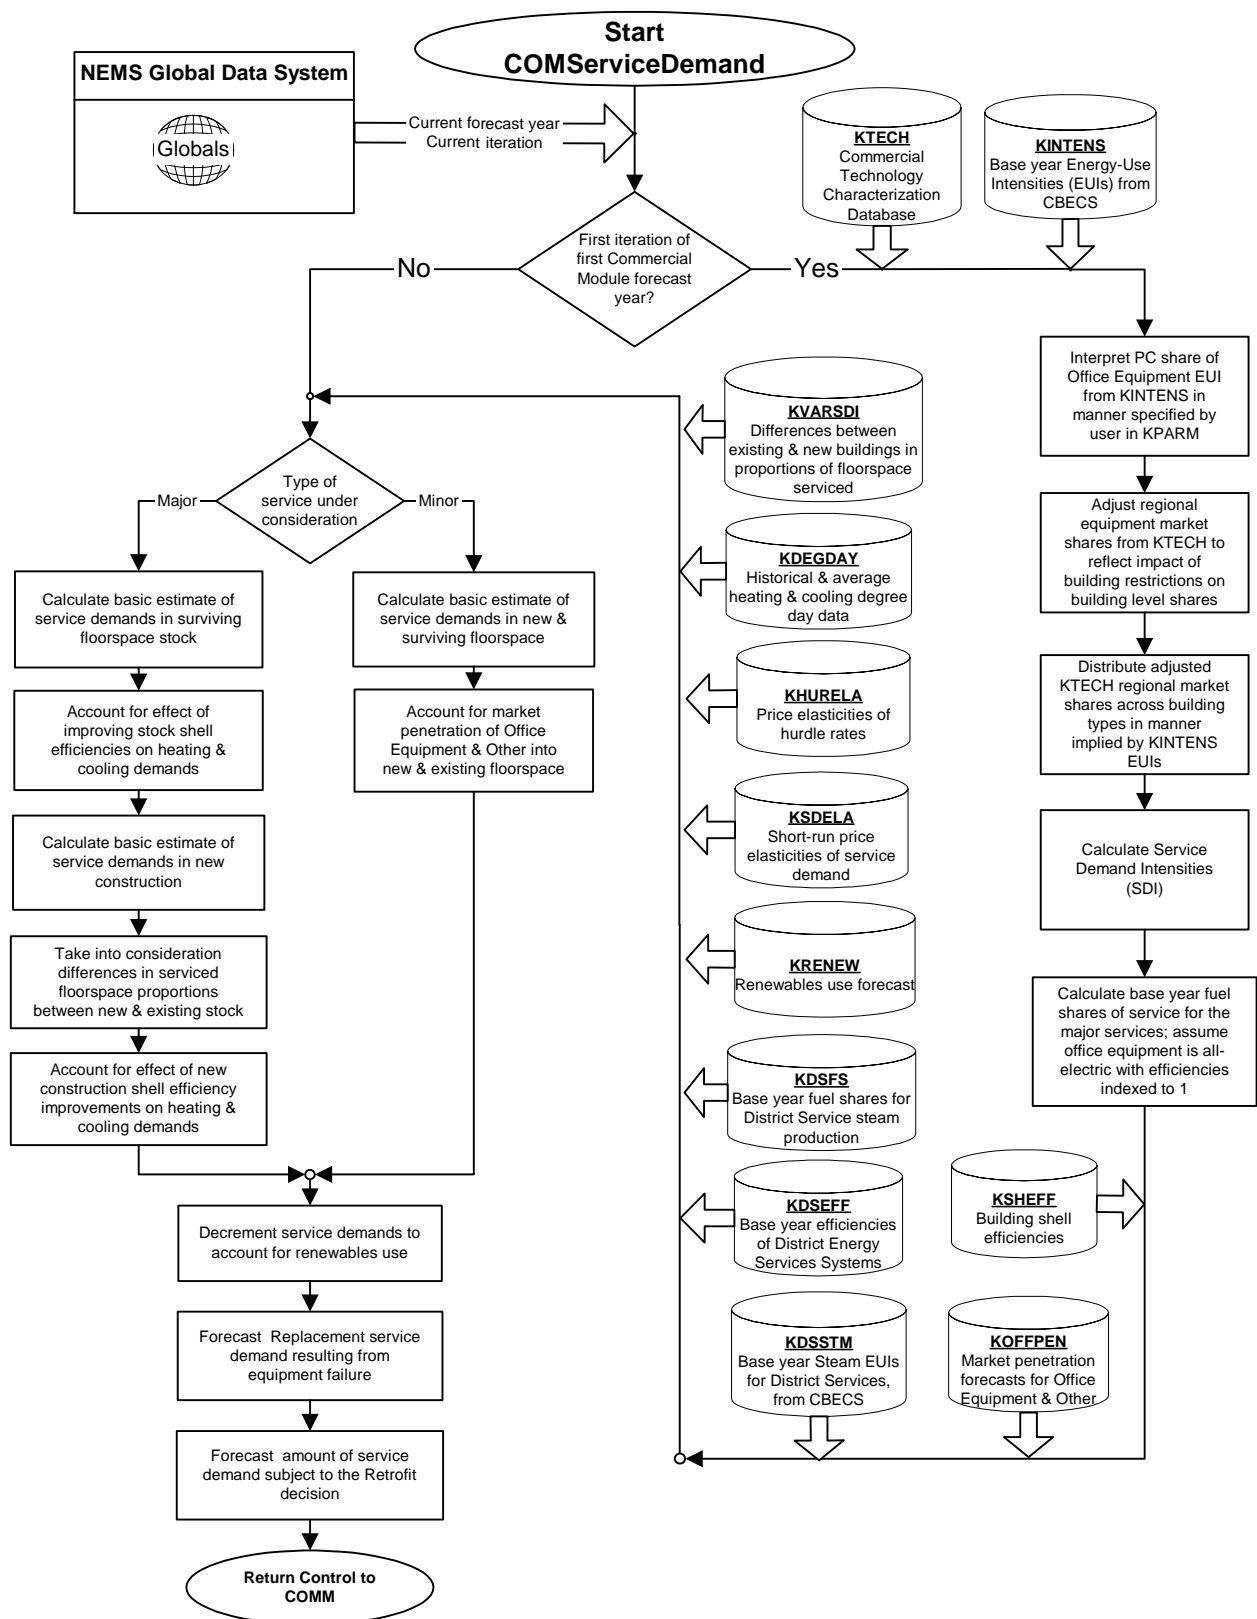 Start
COMServiceDemand
NEMS Global Data System
Globals
Current forecast year
Current iteration
KTECH
Commercial
Technology
Characterization
Database
KINTENS
Base year Energy-Use
Intensities (EUIs) from
CBECS
First iteration of
first Commercial
Module forecast
year?
No
Yes
Interpret PC share of
Office Equipment EUI
from KINTENS in
manner specified by
user in KPARM
Adjust regional
equipment market
shares from KTECH to
reflect impact of
building restrictions on
building level shares
Distribute adjusted
KTECH regional market
shares across building
types in manner
implied by KINTENS
EUIs
Calculate Service
Demand Intensities
(SDI)
Calculate base year fuel
shares of service for the
major services; assume
office equipment is all-
electric with efficiencies
indexed to 1
KSHEFF
Building shell
efficiencies
KOFFPEN
Market penetration
forecasts for Office
Equipment & Other
KVARSDI
Differences between
existing & new buildings in
proportions of floorspace
serviced
KDEGDAY
Historical & average
heating & cooling degree
day data
KHURELA
Price elasticities of
hurdle rates
KSDELA
Short-run price
elasticities of service
demand
KRENEW
Renewables use forecast
KDSFS
Base year fuel shares for
District Service steam
production
KDSEFF
Base year efficiencies
of District Energy
Services Systems
KDSSTM
Base year Steam EUIs
for District Services,
from CBECS
Type of
service under
consideration
Major
Minor
Calculate basic estimate of
service demands in surviving
floorspace stock
Account for effect of
improving stock shell
efficiencies on heating &
cooling demands
Calculate basic estimate of
service demands in new
construction
Take into consideration
differences in serviced
floorspace proportions
between new & existing stock
Account for effect of new
construction shell efficiency
improvements on heating &
cooling demands
Calculate basic estimate of
service demands in new &
surviving floorspace
Account for market
penetration of Office
Equipment & Other into
new & existing floorspace
Decrement service demands to
account for renewables use
Forecast Replacement service
demand resulting from
equipment failure
Forecast amount of service
demand subject to the Retrofit
decision
Return Control to
COMM